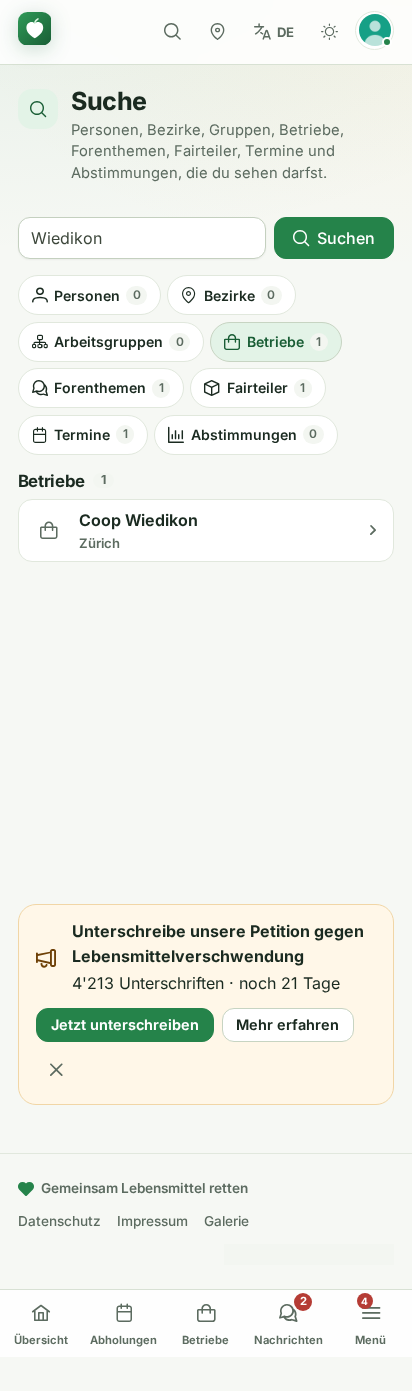 DE
Suche
Personen, Bezirke, Gruppen, Betriebe,
Forenthemen, Fairteiler, Termine und
Abstimmungen, die du sehen darfst.
Wiedikon
Suchen
Personen 0
Bezirke 0
Arbeitsgruppen 0
Betriebe 1
Forenthemen 1
Fairteiler 1
Termine 1
Abstimmungen 0
Betriebe 1
Coop Wiedikon
Zürich
Unterschreibe unsere Petition gegen
Lebensmittelverschwendung
4'213 Unterschriften · noch 21 Tage
Jetzt unterschreiben
Mehr erfahren
Gemeinsam Lebensmittel retten
Datenschutz Impressum Galerie
2
4
Übersicht Abholungen Betriebe Nachrichten Menü